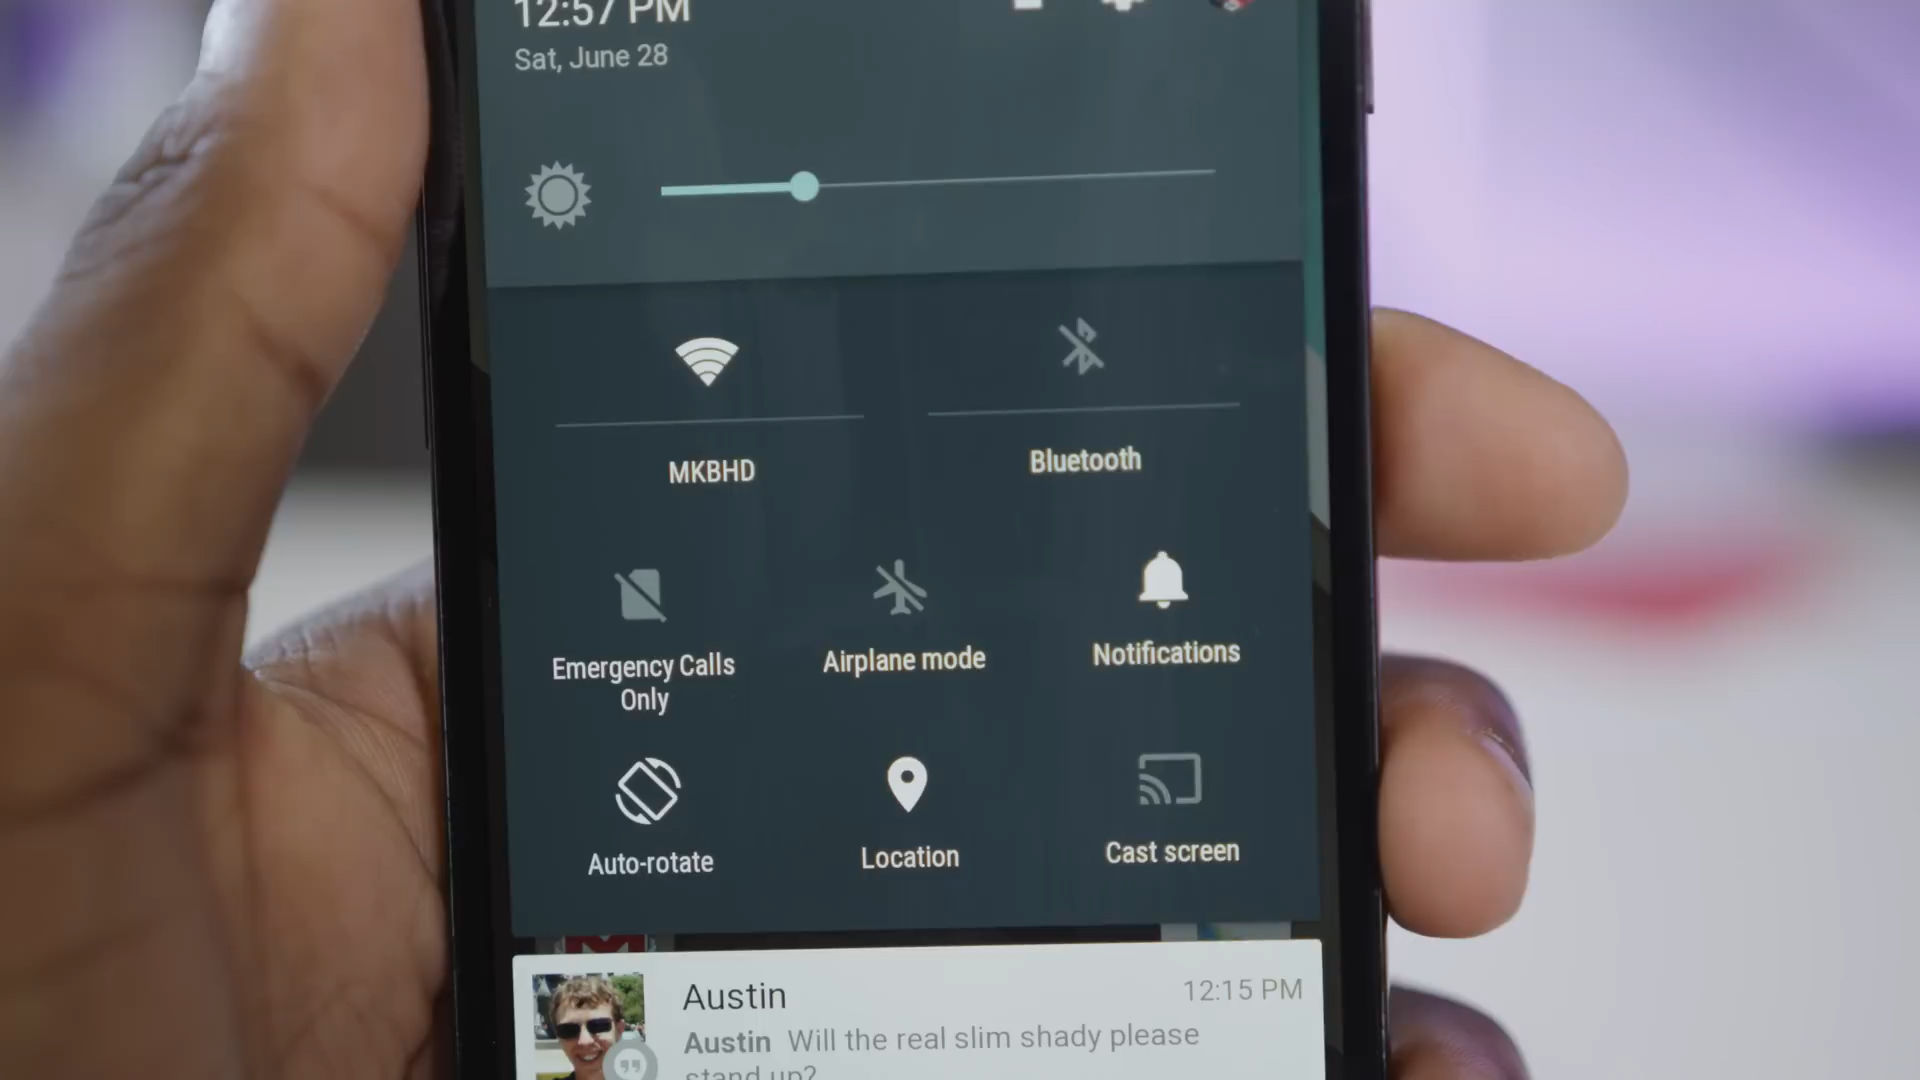 12:57 PM
Sat, June 28
MKBHD
Bluetooth
Emergency Calls
Only
Airplane mode
Notifications
Auto-rotate
Location
Cast screen
Austin
12:15 PM
Austin Will the real slim shady please
stand up?